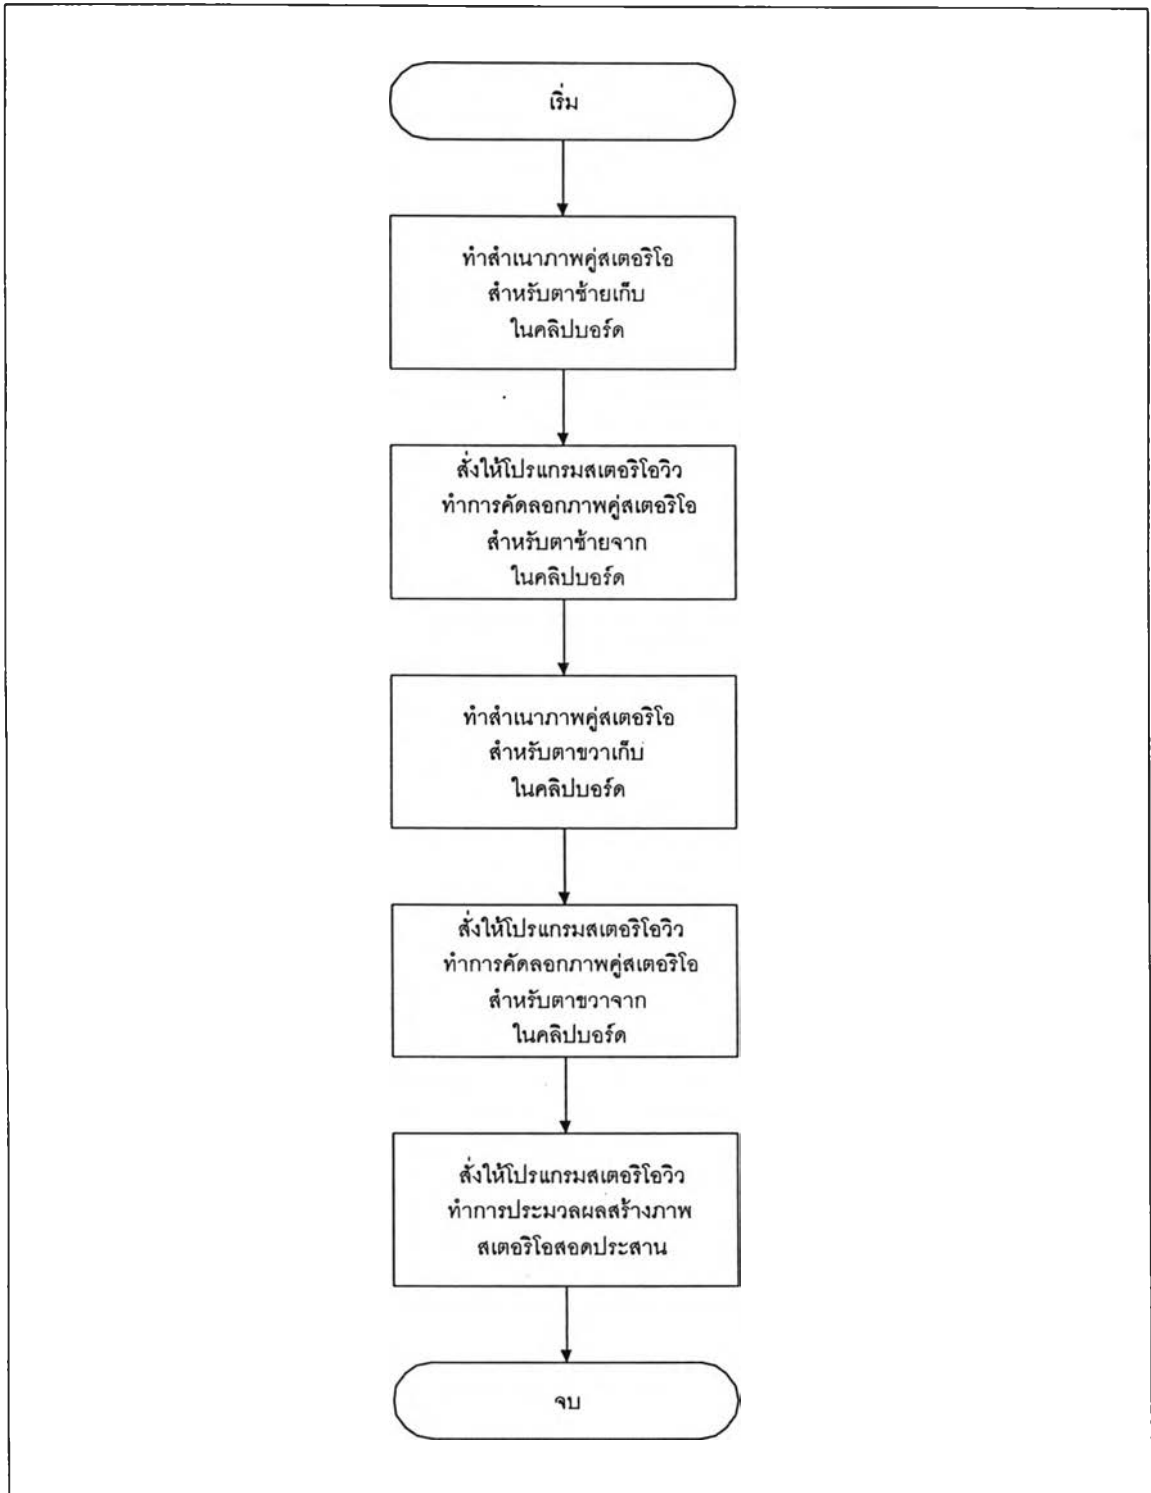 เริ่ม
ทำสำเนาภาพคู่สเตอริโอ
สำหรับตาซ้ายเก็บ
ในคลิปบอร์ด
สั่งให้โปรแกรมสเตอริโอวิว
ทำการคัดลอกภาพคู่สเตอริโอ
สำหรับตาซ้ายจาก
ในคลิปบอร์ด
ทำสำเนาภาพคู่สเตอริโอ
สำหรับตาขวาเก็บ
ในคลิปบอร์ด
สั่งให้โปรแกรมสเตอริโอวิว
ทำการคัดลอกภาพคู่สเตอริโอ
สำหรับตาขวาจาก
ในคลิปบอร์ด
สั่งให้โปรแกรมสเตอริโอวิว
ทำการประมวลผลสร้างภาพ
สเตอริโอสอดประสาน
จบ